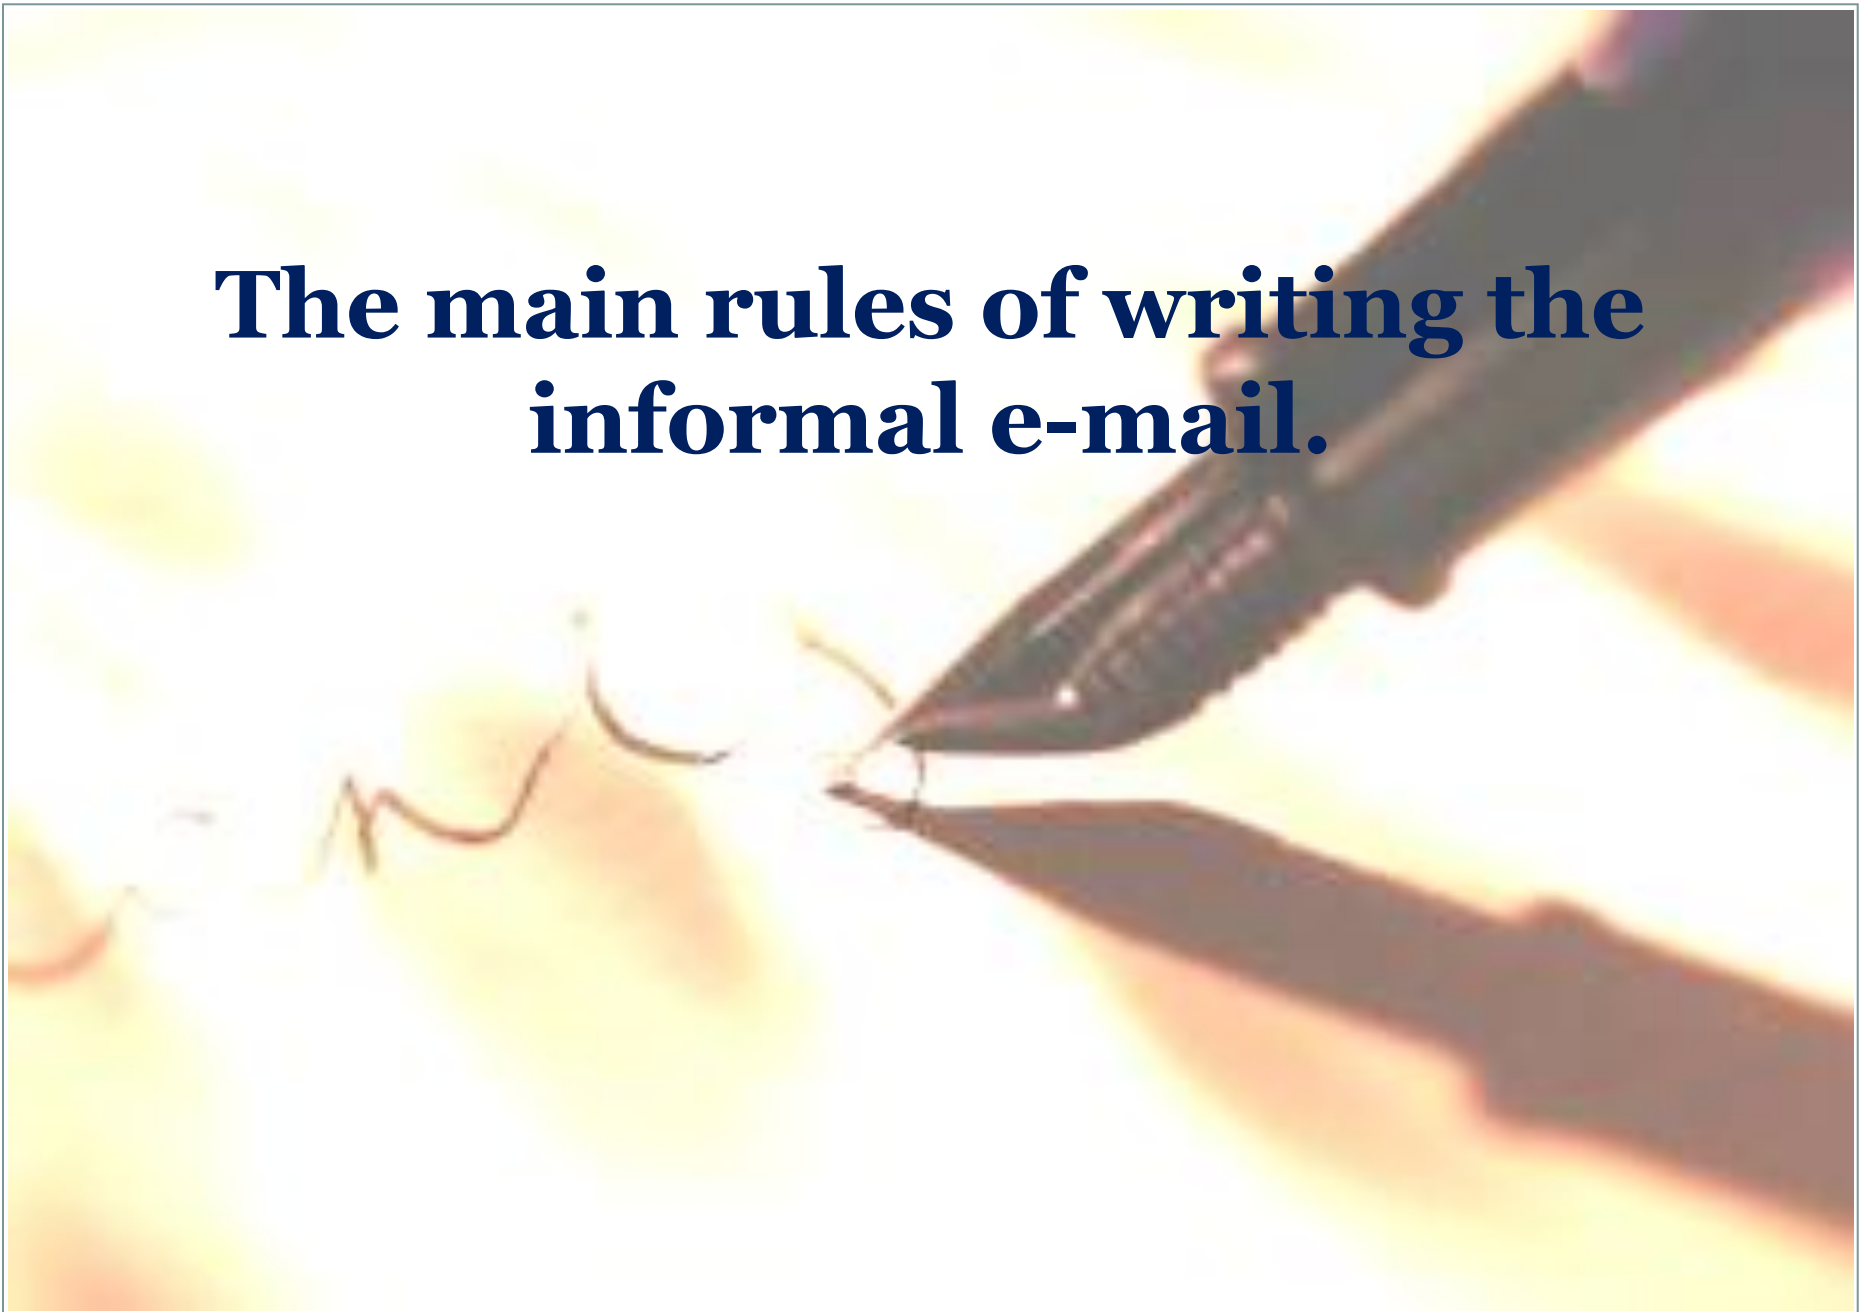 The main rules of writing the
informal e-mail.